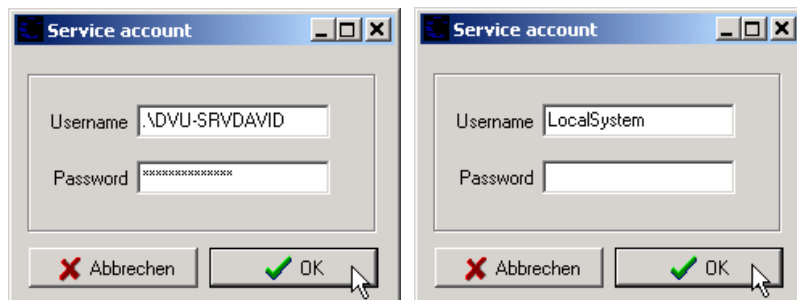 Service account
Username .\DVU-SRVDAVID
Password **************
Abbrechen OK
Service account
Username LocalSystem
Password
Abbrechen OK